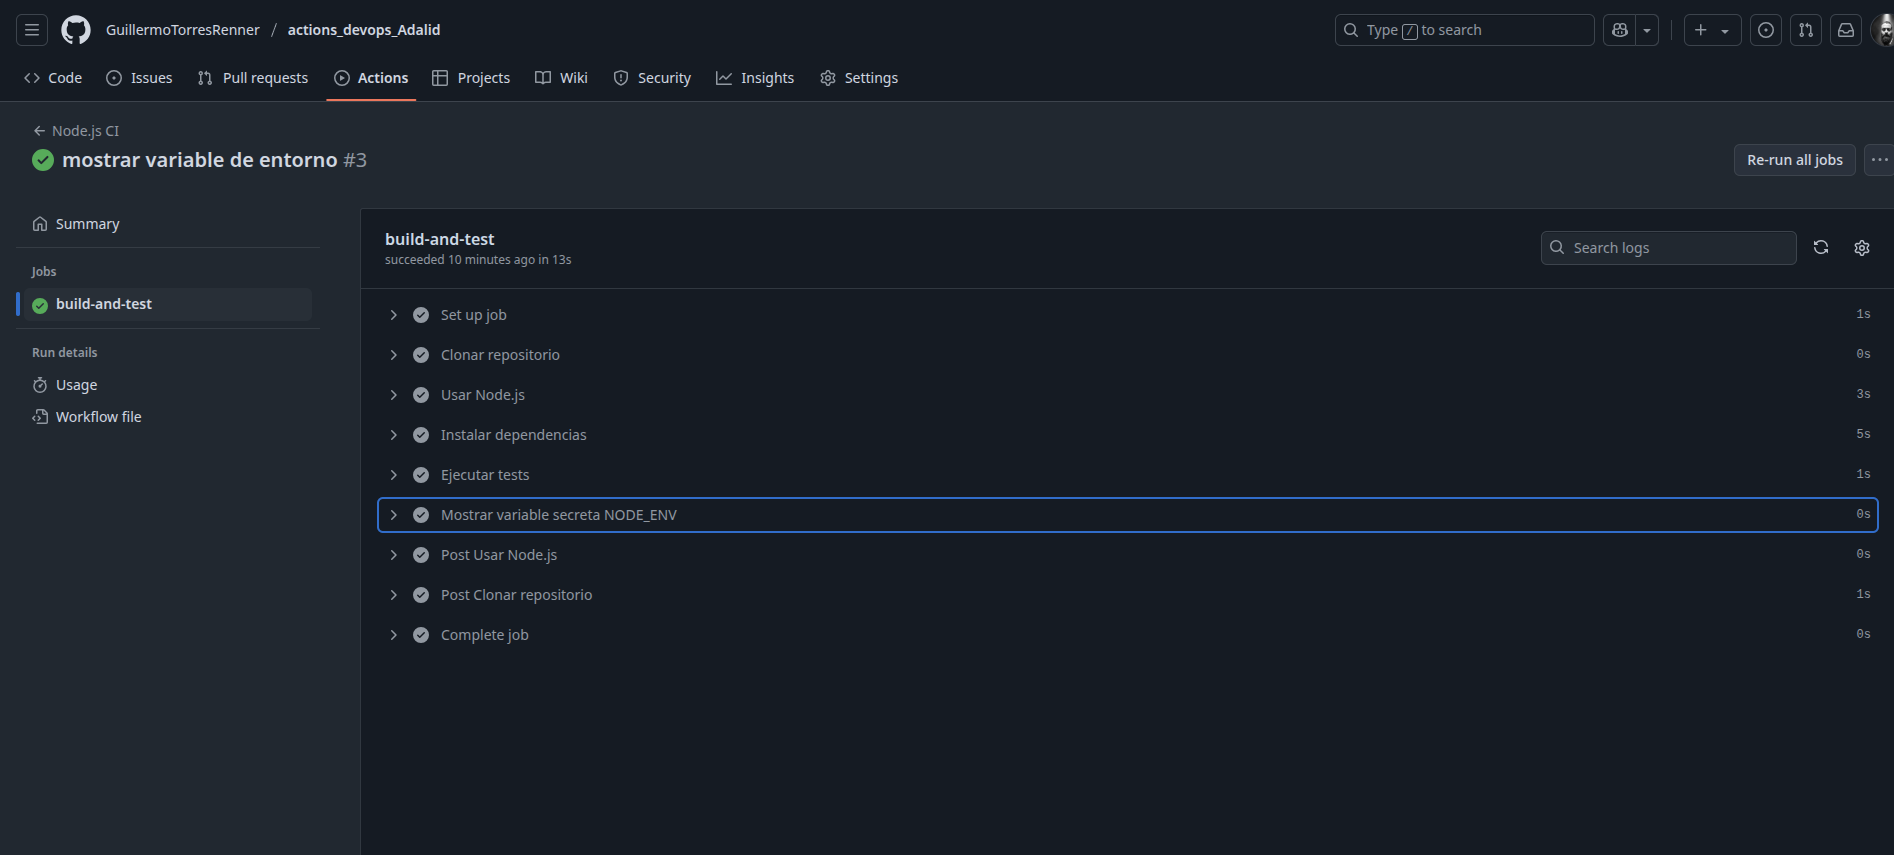 GuillermoTorresRenner / actions_devops_Adalid
Type / to search
Code
Issues
Pull requests
Actions
Projects
Wiki
Security
Insights
Settings
Node.js CI
mostrar variable de entorno #3
Re-run all jobs
Summary
Jobs
build-and-test
Run details
Usage
Workflow file
build-and-test
succeeded 10 minutes ago in 13s
Search logs
Set up job 1s
Clonar repositorio 0s
Usar Node.js 3s
Instalar dependencias 5s
Ejecutar tests 1s
Mostrar variable secreta NODE_ENV 0s
Post Usar Node.js 0s
Post Clonar repositorio 1s
Complete job 0s